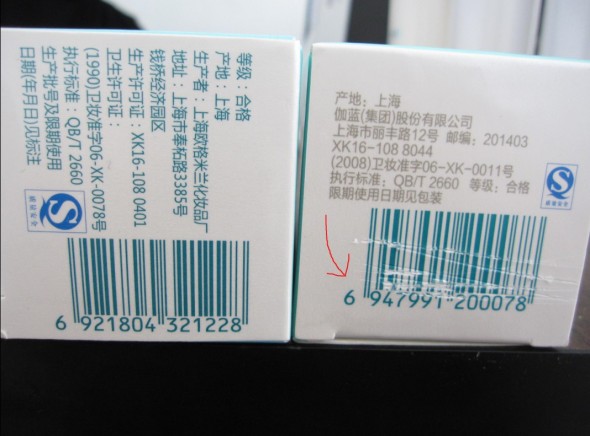 等级：合格
产地：上海
生产者：上海欧格米兰化妆品厂
地址：上海市奉柘路3385号
钱桥经济园区
生产许可证：XK16-108 0401
卫生许可证：
(1990)卫妆准字06-XK-0078号
执行标准：QB/T 2660
生产批号及限期使用
日期(年月日)见标注
6 921804 321228
产地：上海
伽蓝(集团)股份有限公司
上海市丽丰路12号 邮编：201403
XK16-108 8044
(2008)卫妆准字06-XK-0011号
执行标准：QB/T 2660 等级：合格
限期使用日期见包装
6 947991 200078